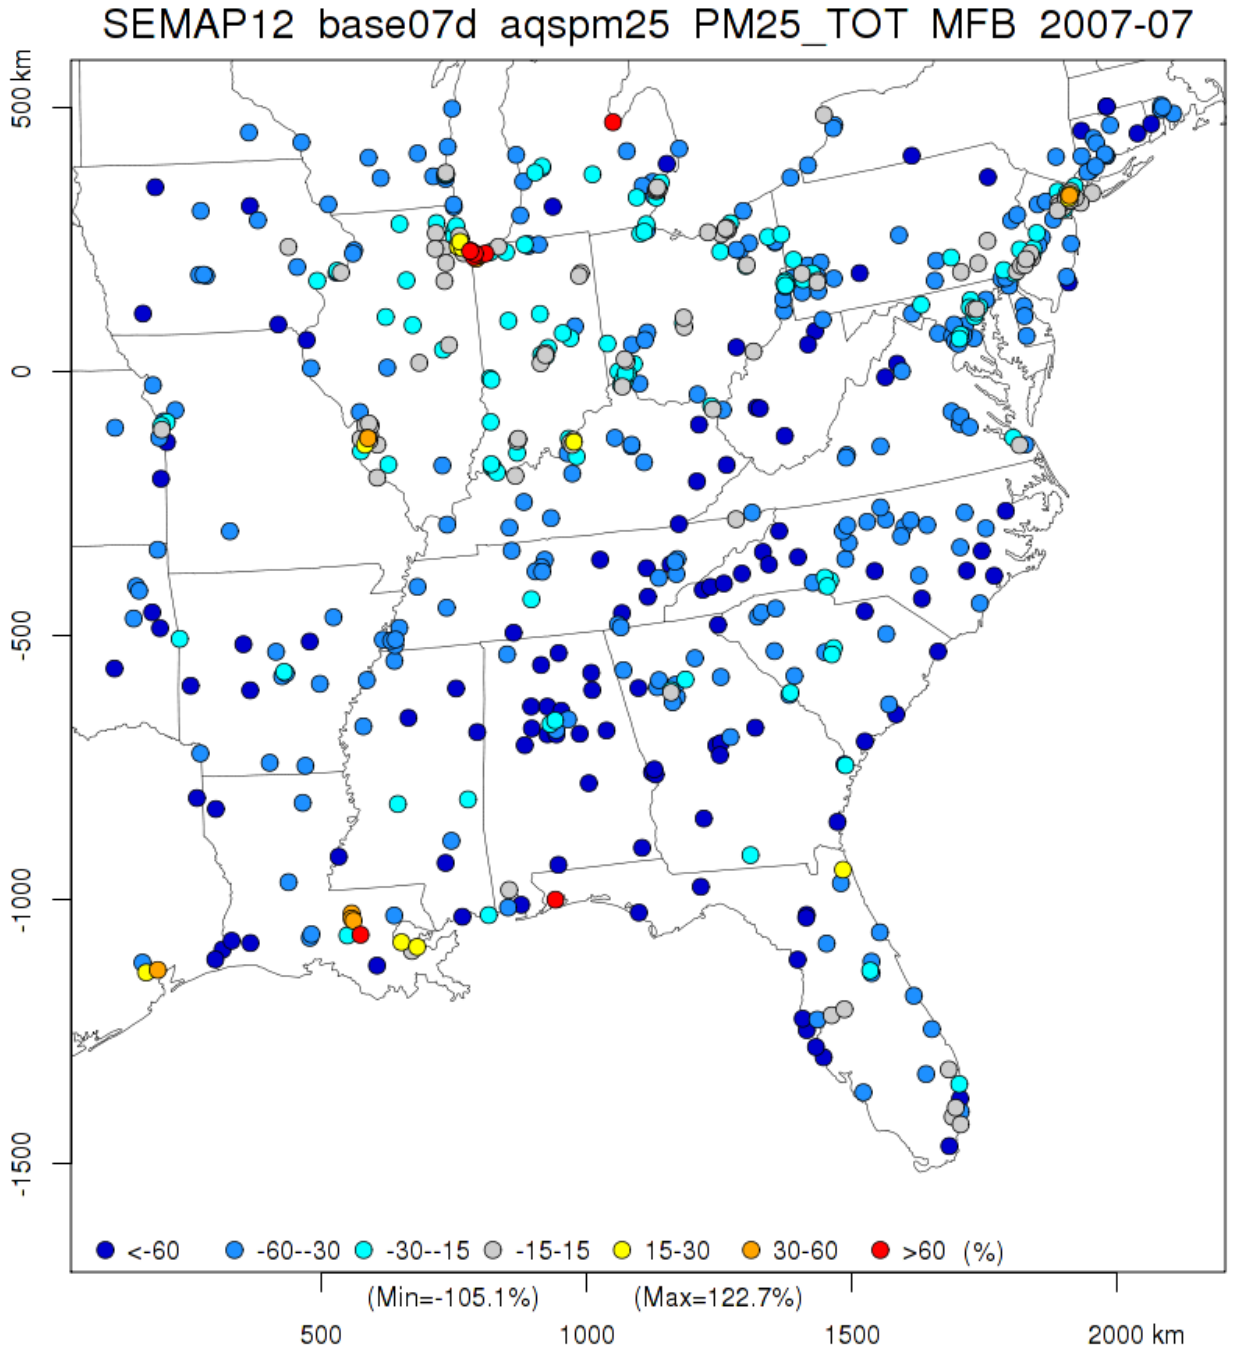 SEMAP12 base07d aqspm25 PM25_TOT MFB 2007-07
500 km
0
-500
-1000
-1500
<-60 -60--30 -30--15 -15-15 15-30 30-60 >60 (%)
(Min=-105.1%) (Max=122.7%)
500 1000 1500 2000 km